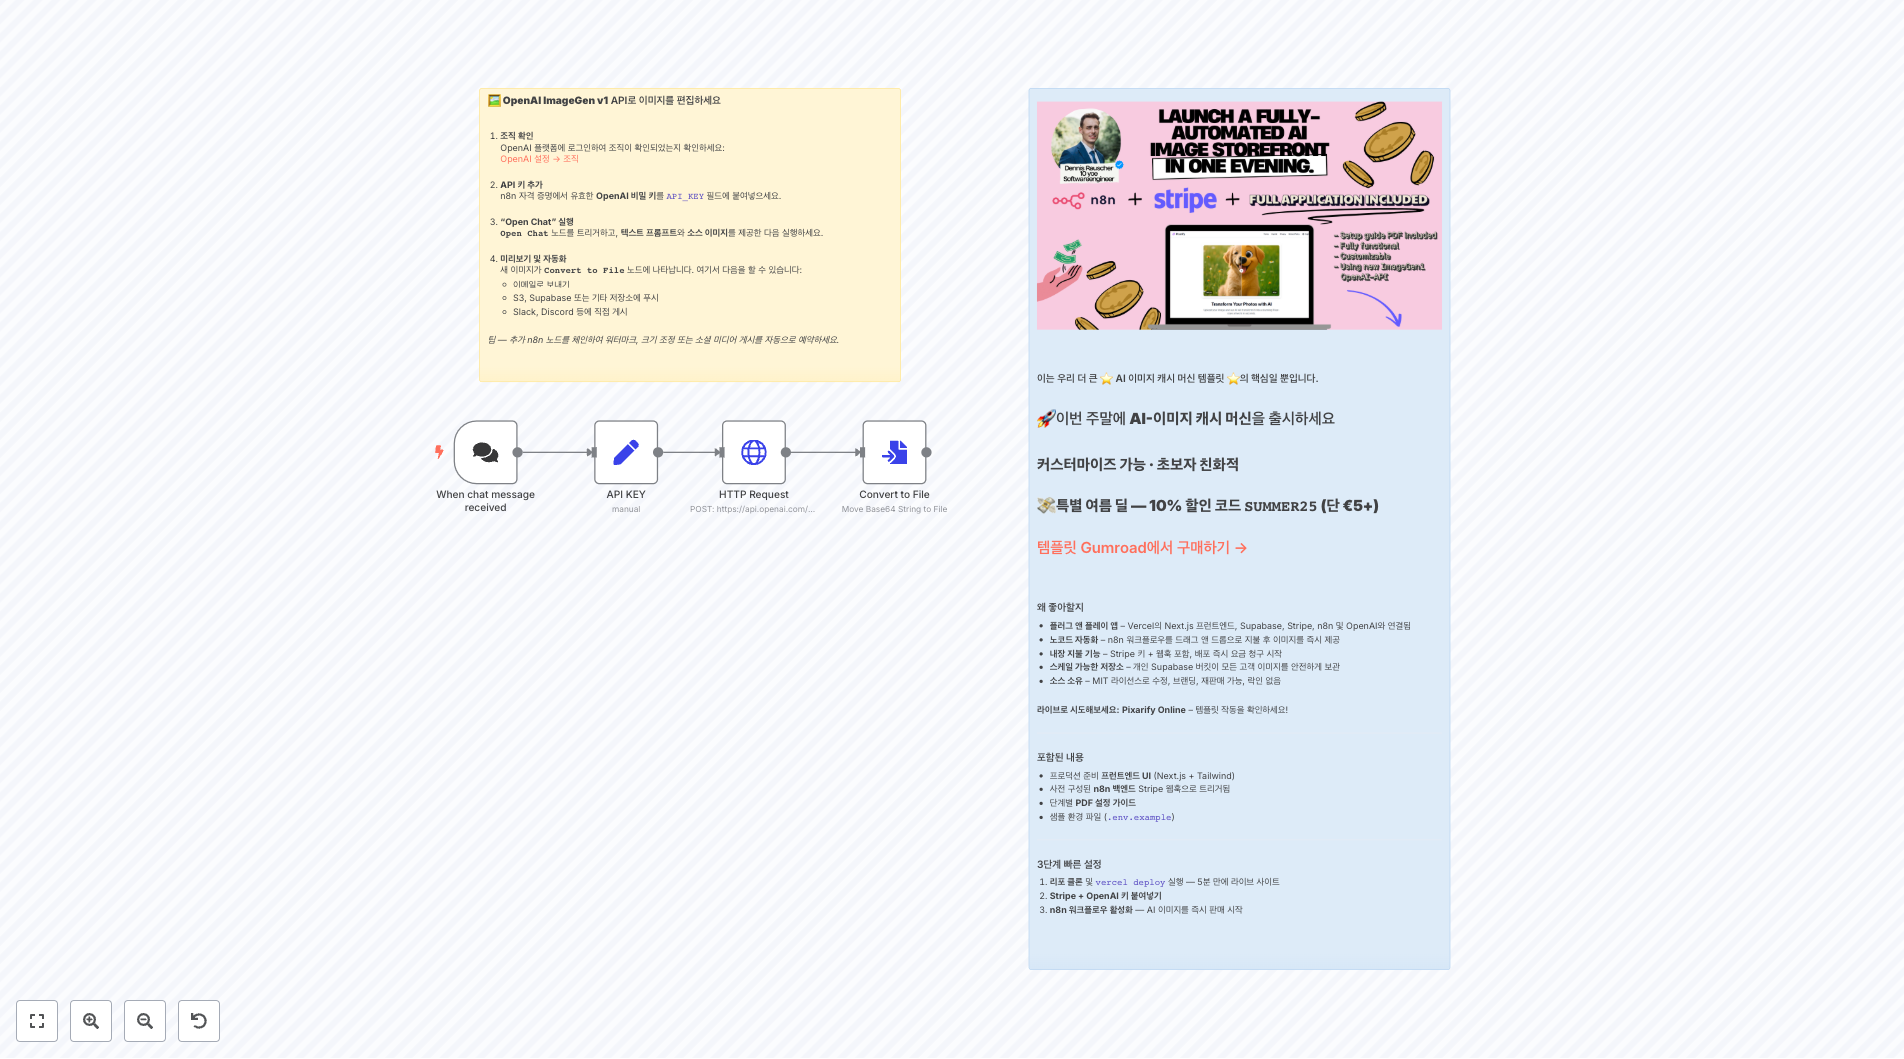 🖼️ OpenAI ImageGen v1 API로 이미지를 편집하세요
1. 조직 확인
OpenAI 플랫폼에 로그인하여 조직이 확인되었는지 확인하세요:
OpenAI 설정 → 조직
2. API 키 추가
n8n 자격 증명에서 유효한 OpenAI 비밀 키를 API_KEY 필드에 붙여넣으세요.
3. “Open Chat” 실행
Open Chat 노드를 트리거하고, 텍스트 프롬프트와 소스 이미지를 제공한 다음 실행하세요.
4. 미리보기 및 자동화
새 이미지가 Convert to File 노드에 나타납니다. 여기서 다음을 할 수 있습니다:
이메일로 보내기
S3, Supabase 또는 기타 저장소에 푸시
Slack, Discord 등에 직접 게시
팁 — 추가 n8n 노드를 체인하여 워터마크, 크기 조정 또는 소셜 미디어 게시를 자동으로 예약하세요.
When chat message
received
API KEY
manual
HTTP Request
POST: https://api.openai.com/...
Convert to File
Move Base64 String to File
LAUNCH A FULLY-
AUTOMATED AI
IMAGE STOREFRONT
IN ONE EVENING.
Dennis Rauscher
10 yoe
Softwareengineer
n8n + stripe + FULL APPLICATION INCLUDED
- Setup guide PDF included
- Fully functional
- Customizable
- Using new ImageGen1
OpenAI-API
Transform Your Photos with AI
이는 우리 더 큰 ⭐ AI 이미지 캐시 머신 템플릿 ⭐의 핵심일 뿐입니다.
🚀이번 주말에 AI-이미지 캐시 머신을 출시하세요
커스터마이즈 가능 · 초보자 친화적
💸특별 여름 딜 — 10% 할인 코드 SUMMER25 (단 €5+)
템플릿 Gumroad에서 구매하기 →
왜 좋아할지
플러그 앤 플레이 앱 – Vercel의 Next.js 프런트엔드, Supabase, Stripe, n8n 및 OpenAI와 연결됨
노코드 자동화 – n8n 워크플로우를 드래그 앤 드롭으로 지불 후 이미지를 즉시 제공
내장 지불 기능 – Stripe 키 + 웹훅 포함, 배포 즉시 요금 청구 시작
스케일 가능한 저장소 – 개인 Supabase 버킷이 모든 고객 이미지를 안전하게 보관
소스 소유 – MIT 라이선스로 수정, 브랜딩, 재판매 가능, 락인 없음
라이브로 시도해보세요: Pixarify Online – 템플릿 작동을 확인하세요!
포함된 내용
프로덕션 준비 프런트엔드 UI (Next.js + Tailwind)
사전 구성된 n8n 백엔드 Stripe 웹훅으로 트리거됨
단계별 PDF 설정 가이드
샘플 환경 파일 (.env.example)
3단계 빠른 설정
1. 리포 클론 및 vercel deploy 실행 — 5분 만에 라이브 사이트
2. Stripe + OpenAI 키 붙여넣기
3. n8n 워크플로우 활성화 — AI 이미지를 즉시 판매 시작